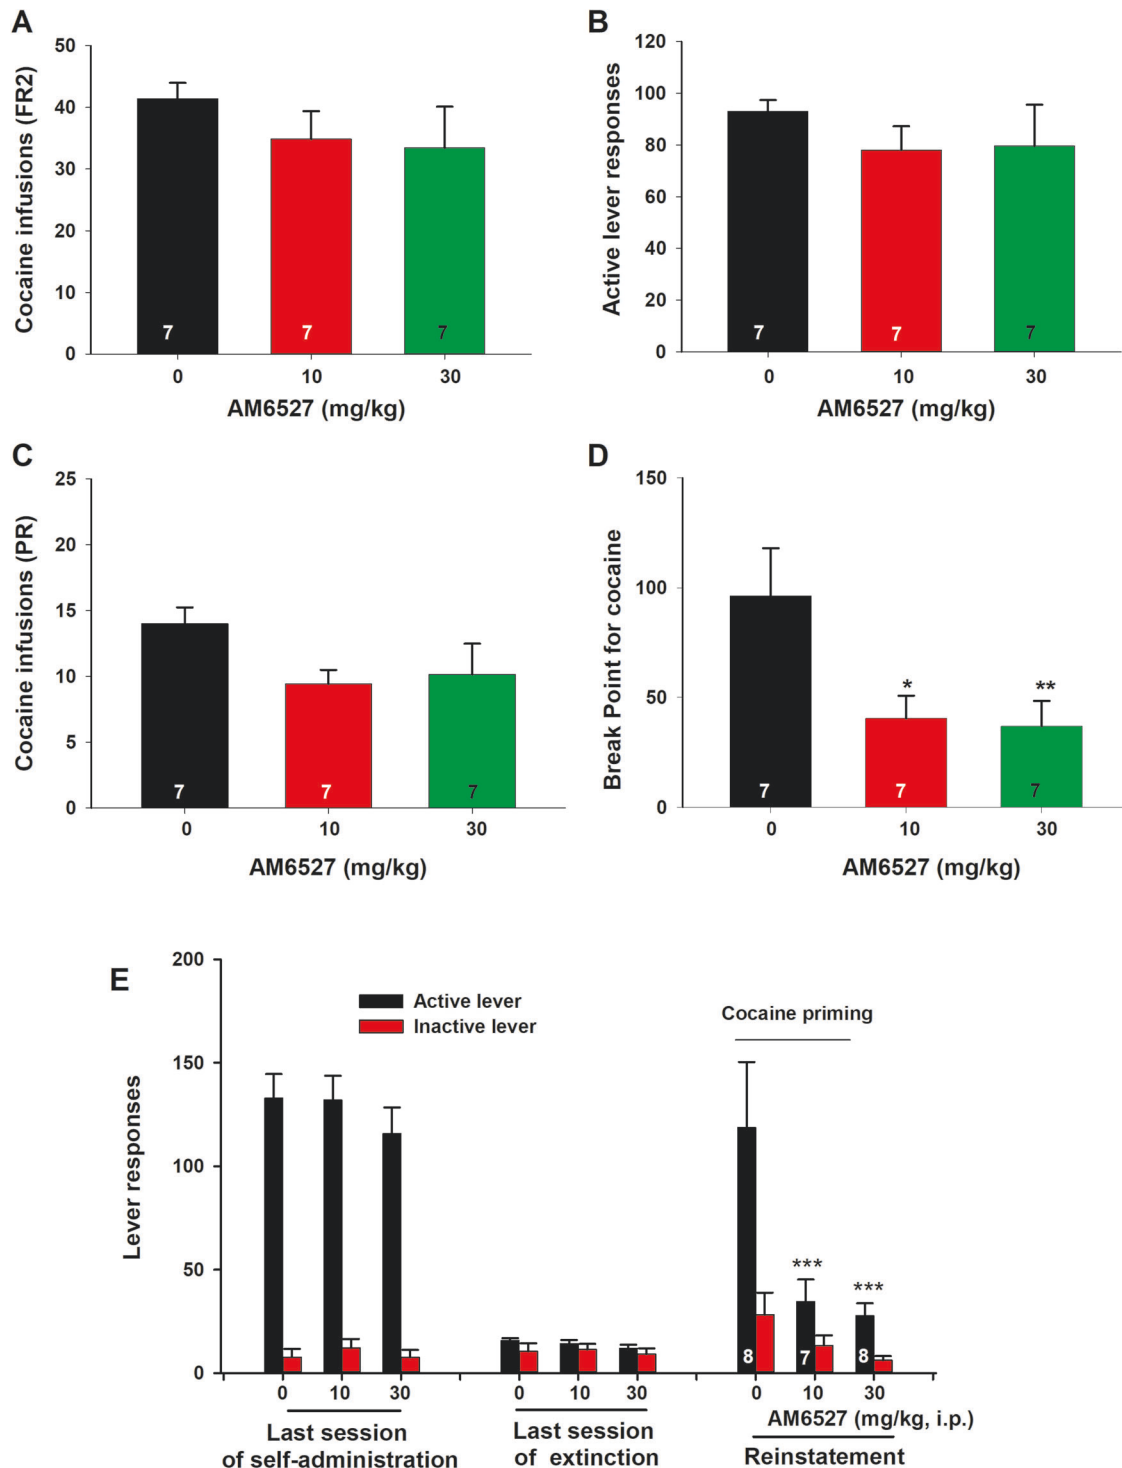 A
Cocaine infusions (FR2)
50
40
30
20
10
0
7
7
7
0 10 30
AM6527 (mg/kg)
B
Active lever responses
120
100
80
60
40
20
0
7
7
7
0 10 30
AM6527 (mg/kg)
C
Cocaine infusions (PR)
25
20
15
10
5
0
7
7
7
0 10 30
AM6527 (mg/kg)
D
Break Point for cocaine
150
100
50
0
*
**
7
7
7
0 10 30
AM6527 (mg/kg)
E
Lever responses
200
150
100
50
0
Active lever
Inactive lever
Cocaine priming
***
***
8
7
8
0 10 30
0 10 30
0 10 30
AM6527 (mg/kg, i.p.)
Last session
of self-administration
Last session
of extinction
Reinstatement